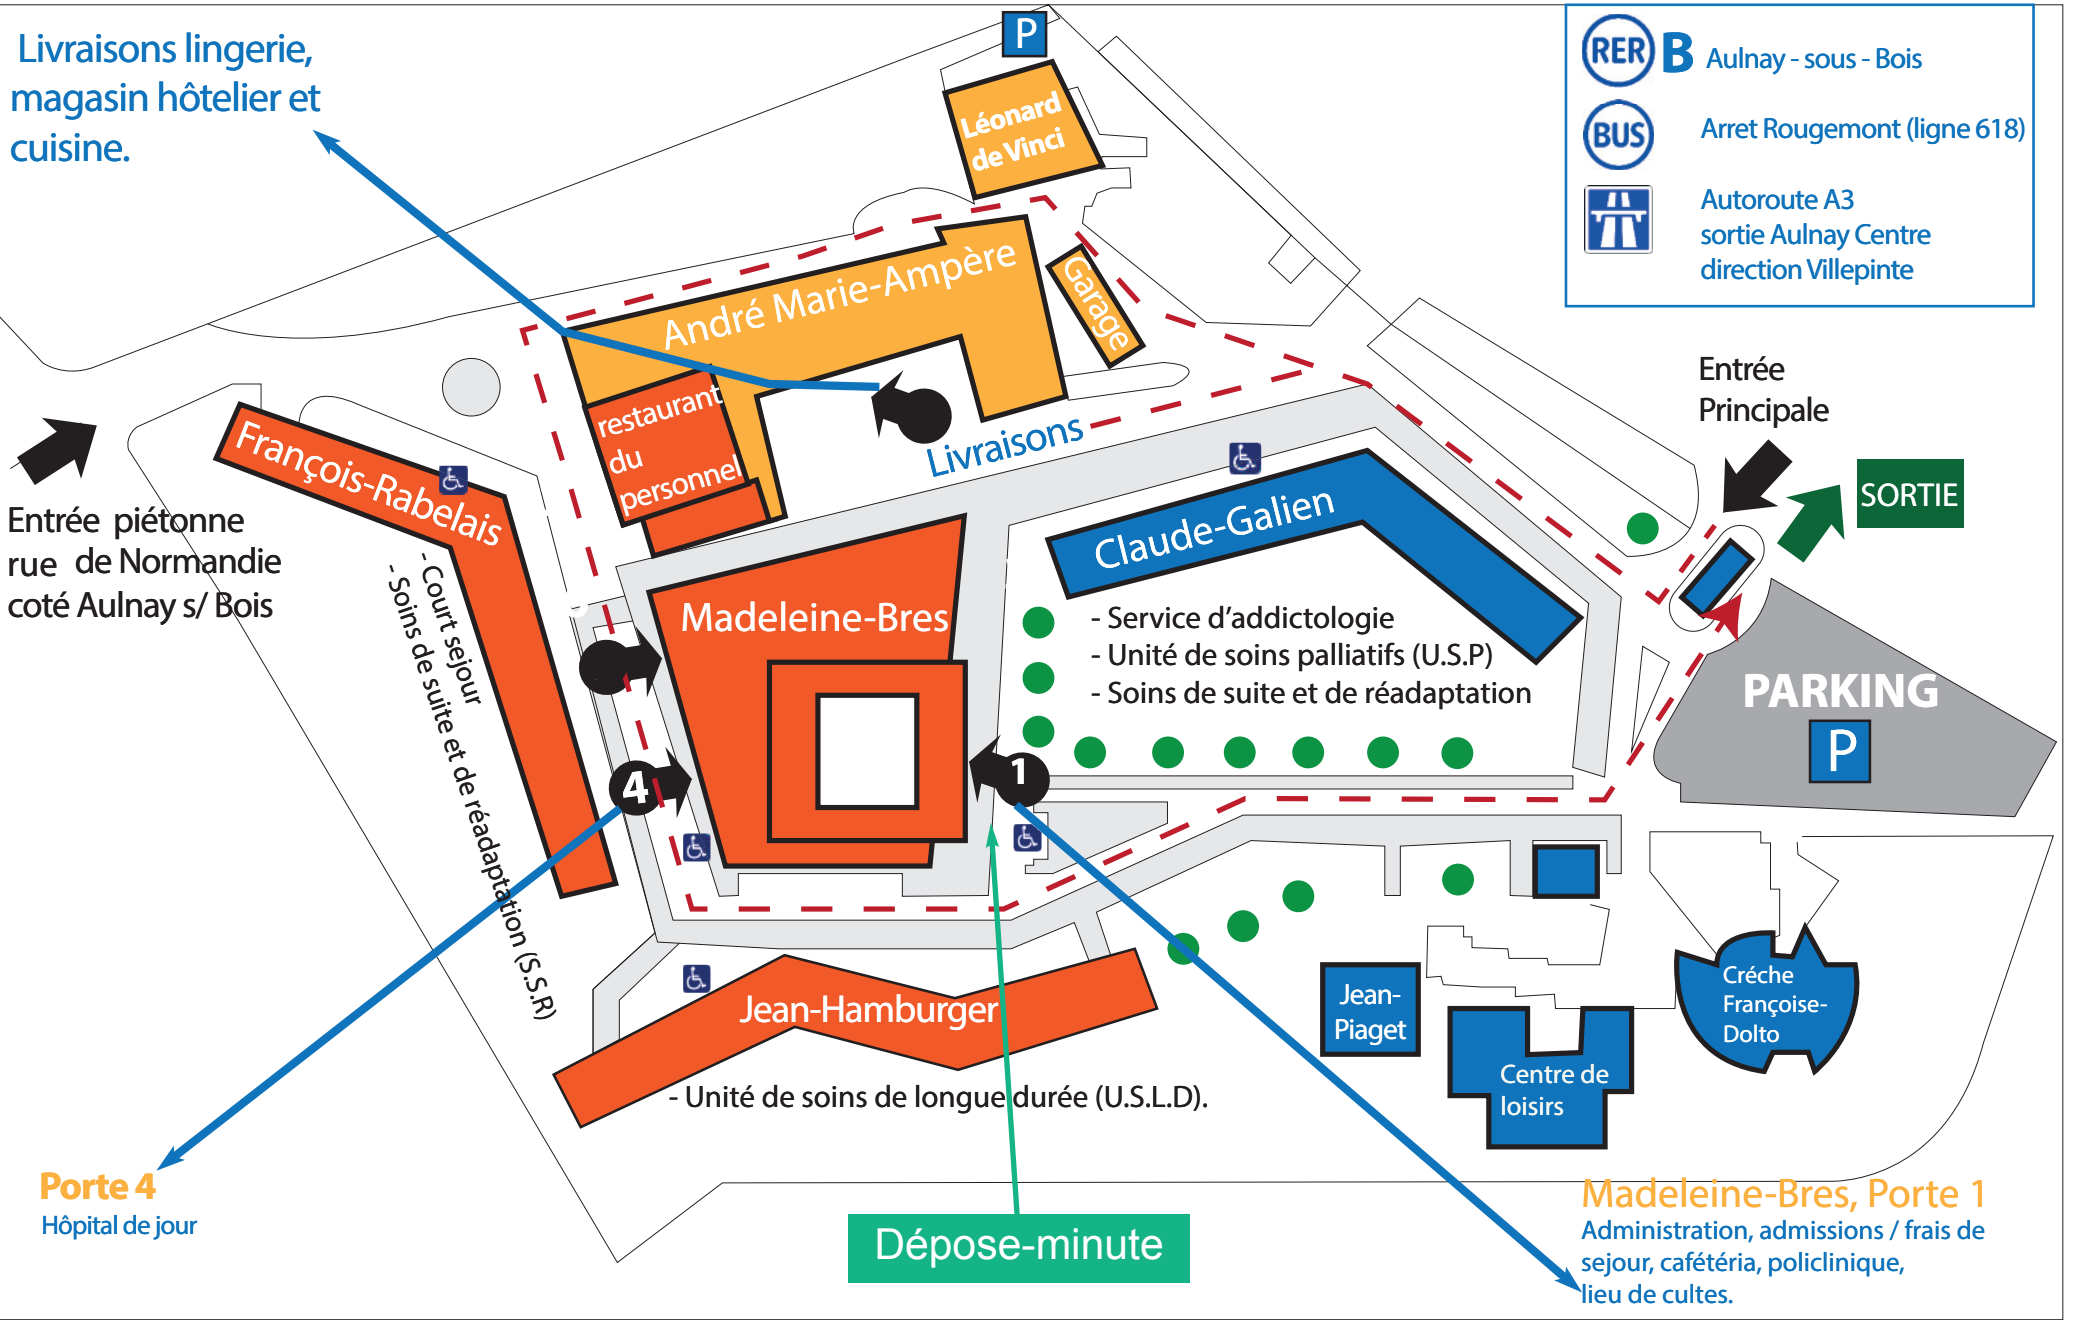 Livraisons lingerie,
magasin hôtelier et
cuisine.
P
Léonard
de Vinci
RER B Aulnay - sous - Bois
BUS Arret Rougemont (ligne 618)
Autoroute A3
sortie Aulnay Centre
direction Villepinte
André Marie-Ampère
Garage
restaurant
du
personnel
Livraisons
Entrée
Principale
SORTIE
François-Rabelais
- Court sejour
- Soins de suite et de réadaptation (S.S.R)
Entrée piétonne
rue de Normandie
coté Aulnay s/ Bois
Claude-Galien
- Service d'addictologie
- Unité de soins palliatifs (U.S.P)
- Soins de suite et de réadaptation
Madeleine-Bres
PARKING
P
4
1
Jean-Hamburger
- Unité de soins de longue durée (U.S.L.D).
Jean-
Piaget
Centre de
loisirs
Créche
Françoise-
Dolto
Porte 4
Hôpital de jour
Dépose-minute
Madeleine-Bres, Porte 1
Administration, admissions / frais de
sejour, cafétéria, policlinique,
lieu de cultes.